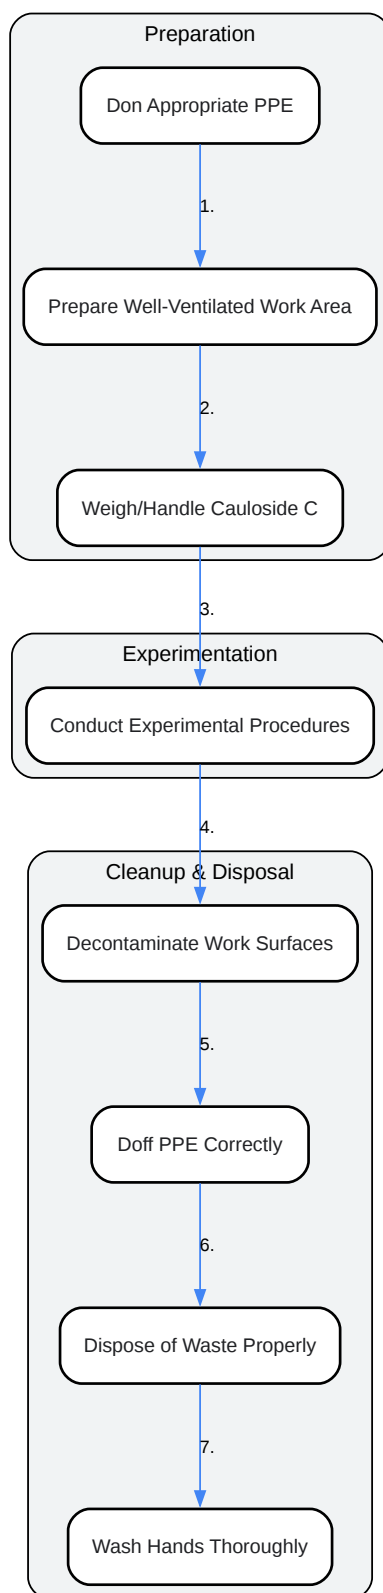 Preparation
Don Appropriate PPE
1.
Prepare Well-Ventilated Work Area
2.
Weigh/Handle Cauloside C
3.
Experimentation
Conduct Experimental Procedures
4.
Cleanup & Disposal
Decontaminate Work Surfaces
5.
Doff PPE Correctly
6.
Dispose of Waste Properly
7.
Wash Hands Thoroughly